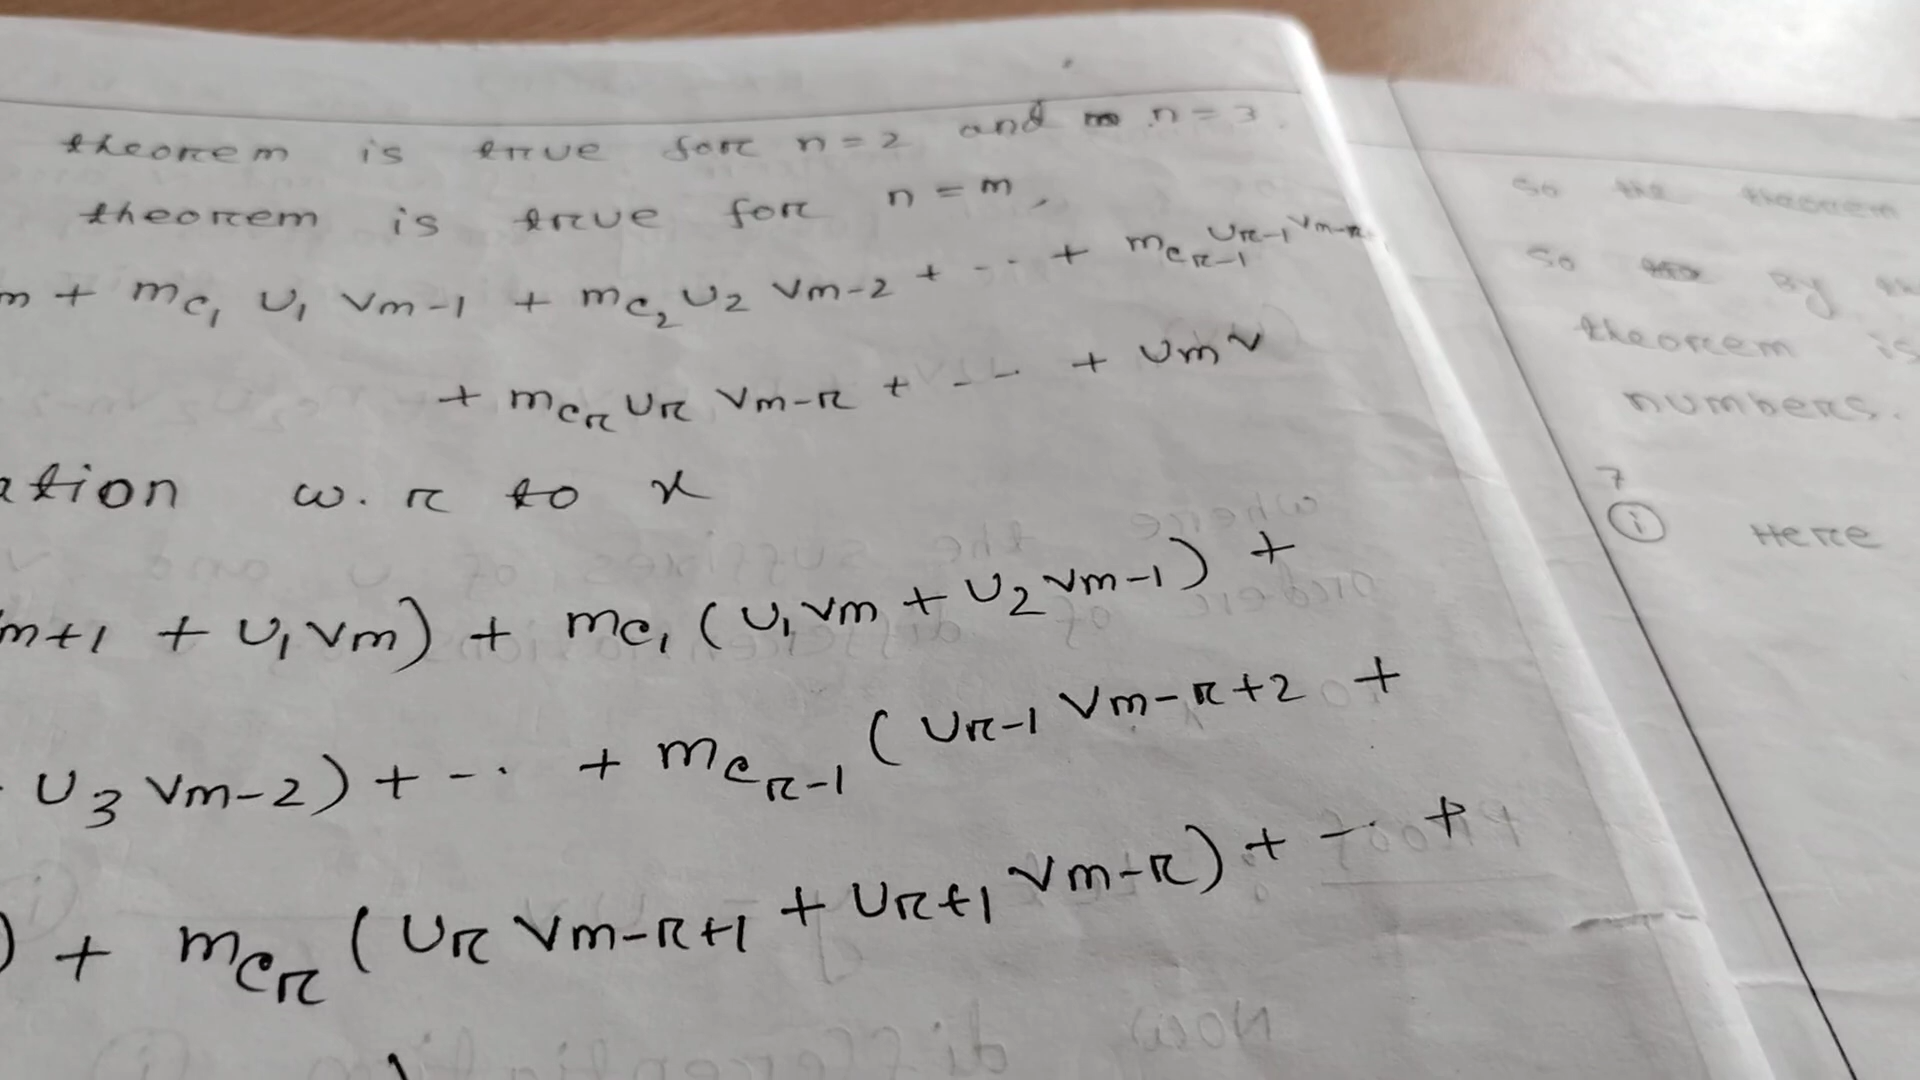 theorem is true for n = 2 and n = 3.
theorem is true for n = m,
m + mc₁ U₁ Vm-1 + mc₂ U₂ Vm-2 + -·· + mcr-1 Ur-1 Vm-r
+ mcr Ur Vm-r + -·- + Um V
ation w. r to x
m+1 + U₁ Vm) + mc₁ (U₁ Vm + U₂ Vm-1) +
U₃ Vm-2) + -·· + mcr-1 (Ur-1 Vm-r+2 +
) + mcr (Ur Vm-r+1 + Ur+1 Vm-r) + -·· +
so the theorem
so By the
theorem is
numbers.
7
(i) Here